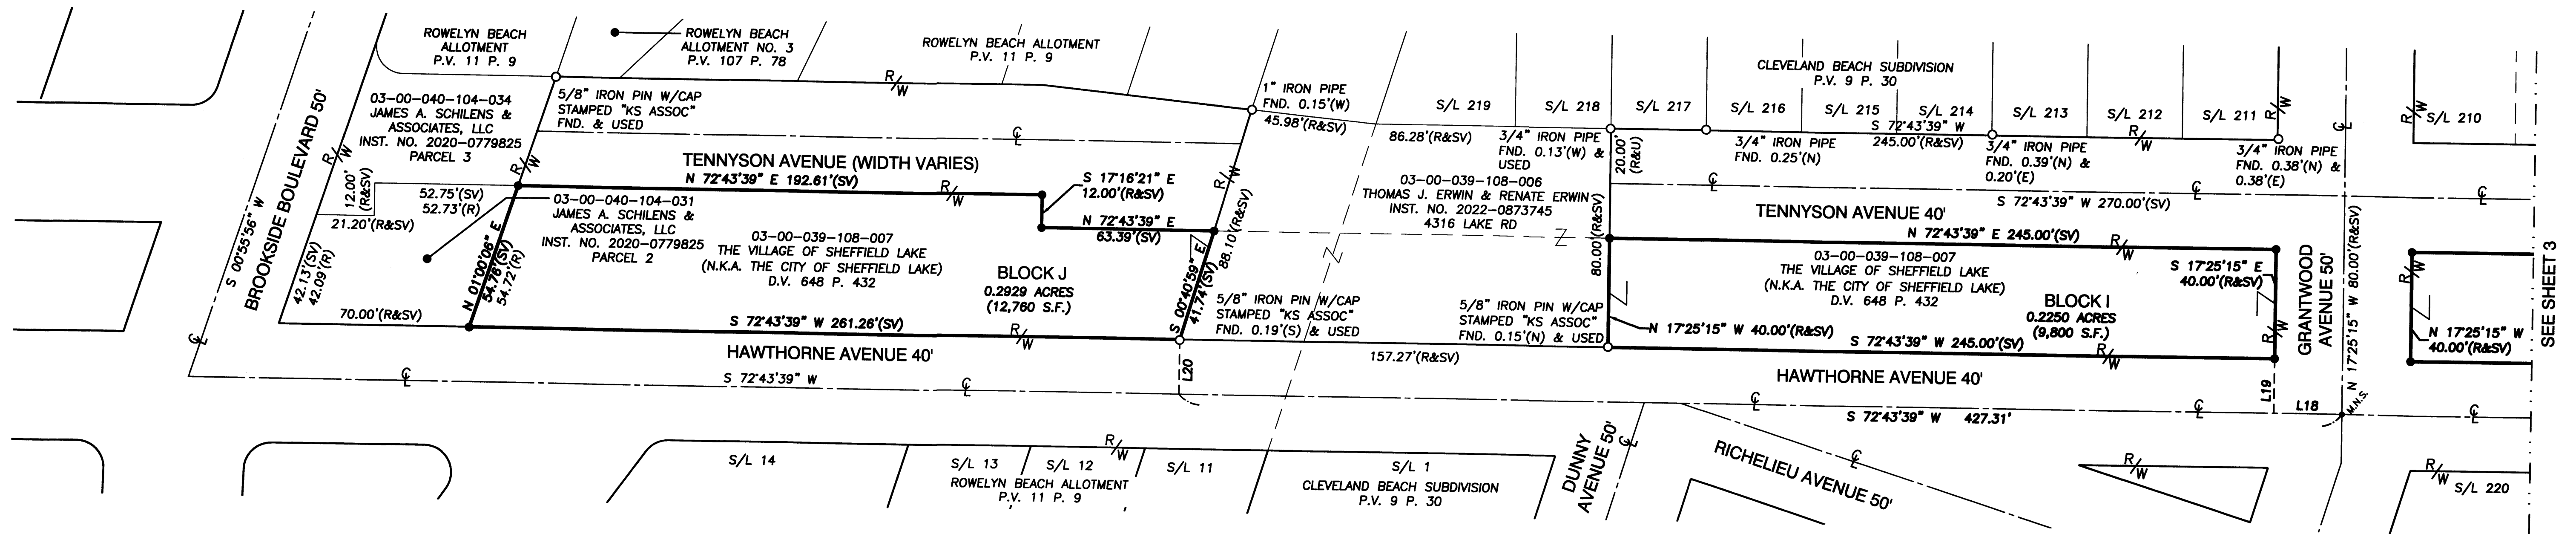 ROWELYN BEACH
ALLOTMENT
P.V. 11 P. 9
ROWELYN BEACH
ALLOTMENT NO. 3
P.V. 107 P. 78
ROWELYN BEACH ALLOTMENT
P.V. 11 P. 9
CLEVELAND BEACH SUBDIVISION
P.V. 9 P. 30
BROOKSIDE BOULEVARD 50'
S 00°55'56" W
R/W
03-00-040-104-034
JAMES A. SCHILENS &
ASSOCIATES, LLC
INST. NO. 2020-0779825
PARCEL 3
5/8" IRON PIN W/CAP
STAMPED "KS ASSOC"
FND. & USED
R/W
R/W
CL
1" IRON PIPE
FND. 0.15'(W)
45.98'(R&SV)
86.28'(R&SV)
S/L 219
S/L 218
S/L 217
S/L 216
S/L 215
S/L 214
S/L 213
S/L 212
S/L 211
R/W
R/W
S/L 210
3/4" IRON PIPE
FND. 0.13'(W) &
USED
20.00'
(R&U)
3/4" IRON PIPE
FND. 0.25'(N)
S 72°43'39" W
245.00'(R&SV)
3/4" IRON PIPE
FND. 0.39'(N) &
0.20'(E)
R/W
3/4" IRON PIPE
FND. 0.38'(N) &
0.38'(E)
CL
TENNYSON AVENUE (WIDTH VARIES)
N 72°43'39" E 192.61'(SV)
R/W
S 17°16'21" E
12.00'(R&SV)
N 72°43'39" E
63.39'(SV)
R/W
88.10'(R&SV)
12.00'
(R&SV)
52.75'(SV)
52.73'(R)
21.20'(R&SV)
42.13'(SV)
42.09'(R)
70.00'(R&SV)
N 01°00'06" E
54.76'(SV)
54.72'(R)
03-00-040-104-031
JAMES A. SCHILENS &
ASSOCIATES, LLC
INST. NO. 2020-0779825
PARCEL 2
03-00-039-108-007
THE VILLAGE OF SHEFFIELD LAKE
(N.K.A. THE CITY OF SHEFFIELD LAKE)
D.V. 648 P. 432
BLOCK J
0.2929 ACRES
(12,760 S.F.)
S 00°40'59" E
41.74'(SV)
03-00-039-108-006
THOMAS J. ERWIN & RENATE ERWIN
INST. NO. 2022-0873745
4316 LAKE RD
Z
80.00'(R&SV)
CL
CL
CL
S 72°43'39" W 270.00'(SV)
TENNYSON AVENUE 40'
N 72°43'39" E 245.00'(SV)
R/W
03-00-039-108-007
THE VILLAGE OF SHEFFIELD LAKE
(N.K.A. THE CITY OF SHEFFIELD LAKE)
D.V. 648 P. 432
S 17°25'15" E
40.00'(R&SV)
BLOCK I
0.2250 ACRES
(9,800 S.F.)
R/W
GRANTWOOD
AVENUE 50'
N 17°25'15" W 80.00'(R&SV)
R/W
N 17°25'15" W
40.00'(R&SV)
SEE SHEET 3
S 72°43'39" W 261.26'(SV)
R/W
5/8" IRON PIN W/CAP
STAMPED "KS ASSOC"
FND. 0.19'(S) & USED
5/8" IRON PIN W/CAP
STAMPED "KS ASSOC"
FND. 0.15'(N) & USED
N 17°25'15" W 40.00'(R&SV)
S 72°43'39" W 245.00'(SV)
R/W
HAWTHORNE AVENUE 40'
157.27'(R&SV)
L20
HAWTHORNE AVENUE 40'
L19
L18
M.N.S.
CL
CL
S 72°43'39" W
CL
CL
S 72°43'39" W 427.31'
CL
CL
S/L 14
S/L 13
S/L 12
R/W
S/L 11
ROWELYN BEACH ALLOTMENT
P.V. 11 P. 9
S/L 1
CLEVELAND BEACH SUBDIVISION
P.V. 9 P. 30
DUNNY
AVENUE 50'
CL
RICHELIEU AVENUE 50'
CL
R/W
R/W
S/L 220